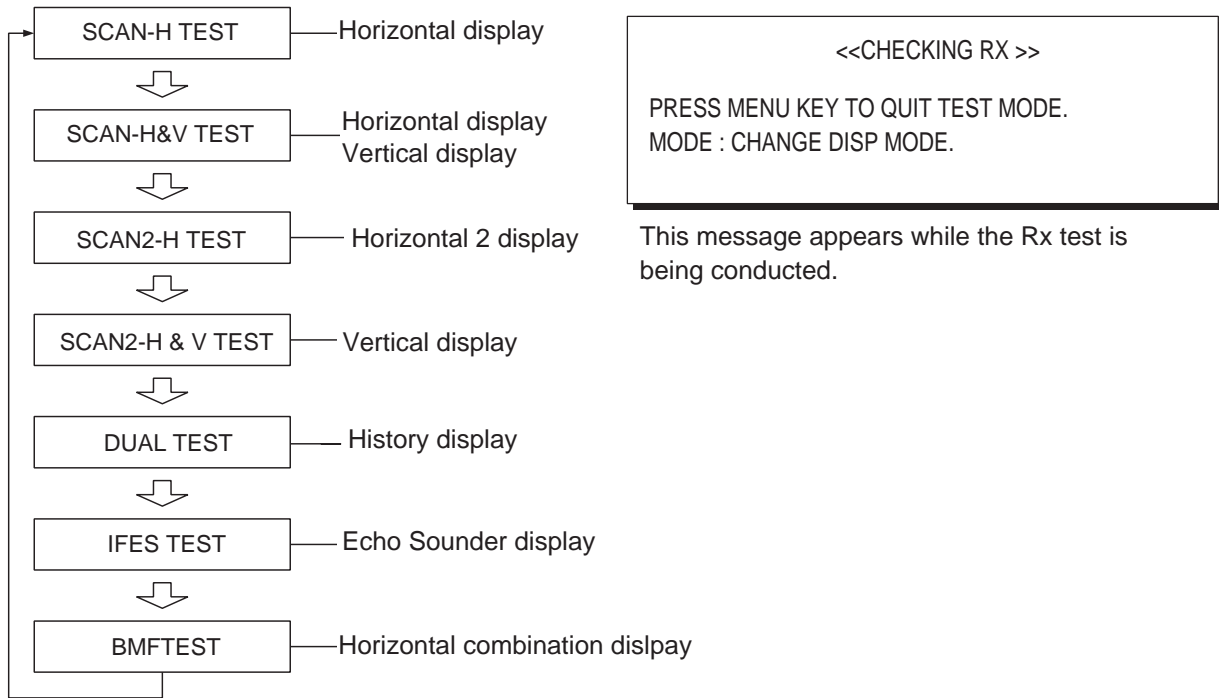 SCAN-H TEST
Horizontal display
SCAN-H&V TEST
Horizontal display
Vertical display
SCAN2-H TEST
Horizontal 2 display
SCAN2-H & V TEST
Vertical display
DUAL TEST
History display
IFES TEST
Echo Sounder display
BMFTEST
Horizontal combination dislpay
<<CHECKING RX >>
PRESS MENU KEY TO QUIT TEST MODE.
MODE : CHANGE DISP MODE.
This message appears while the Rx test is
being conducted.